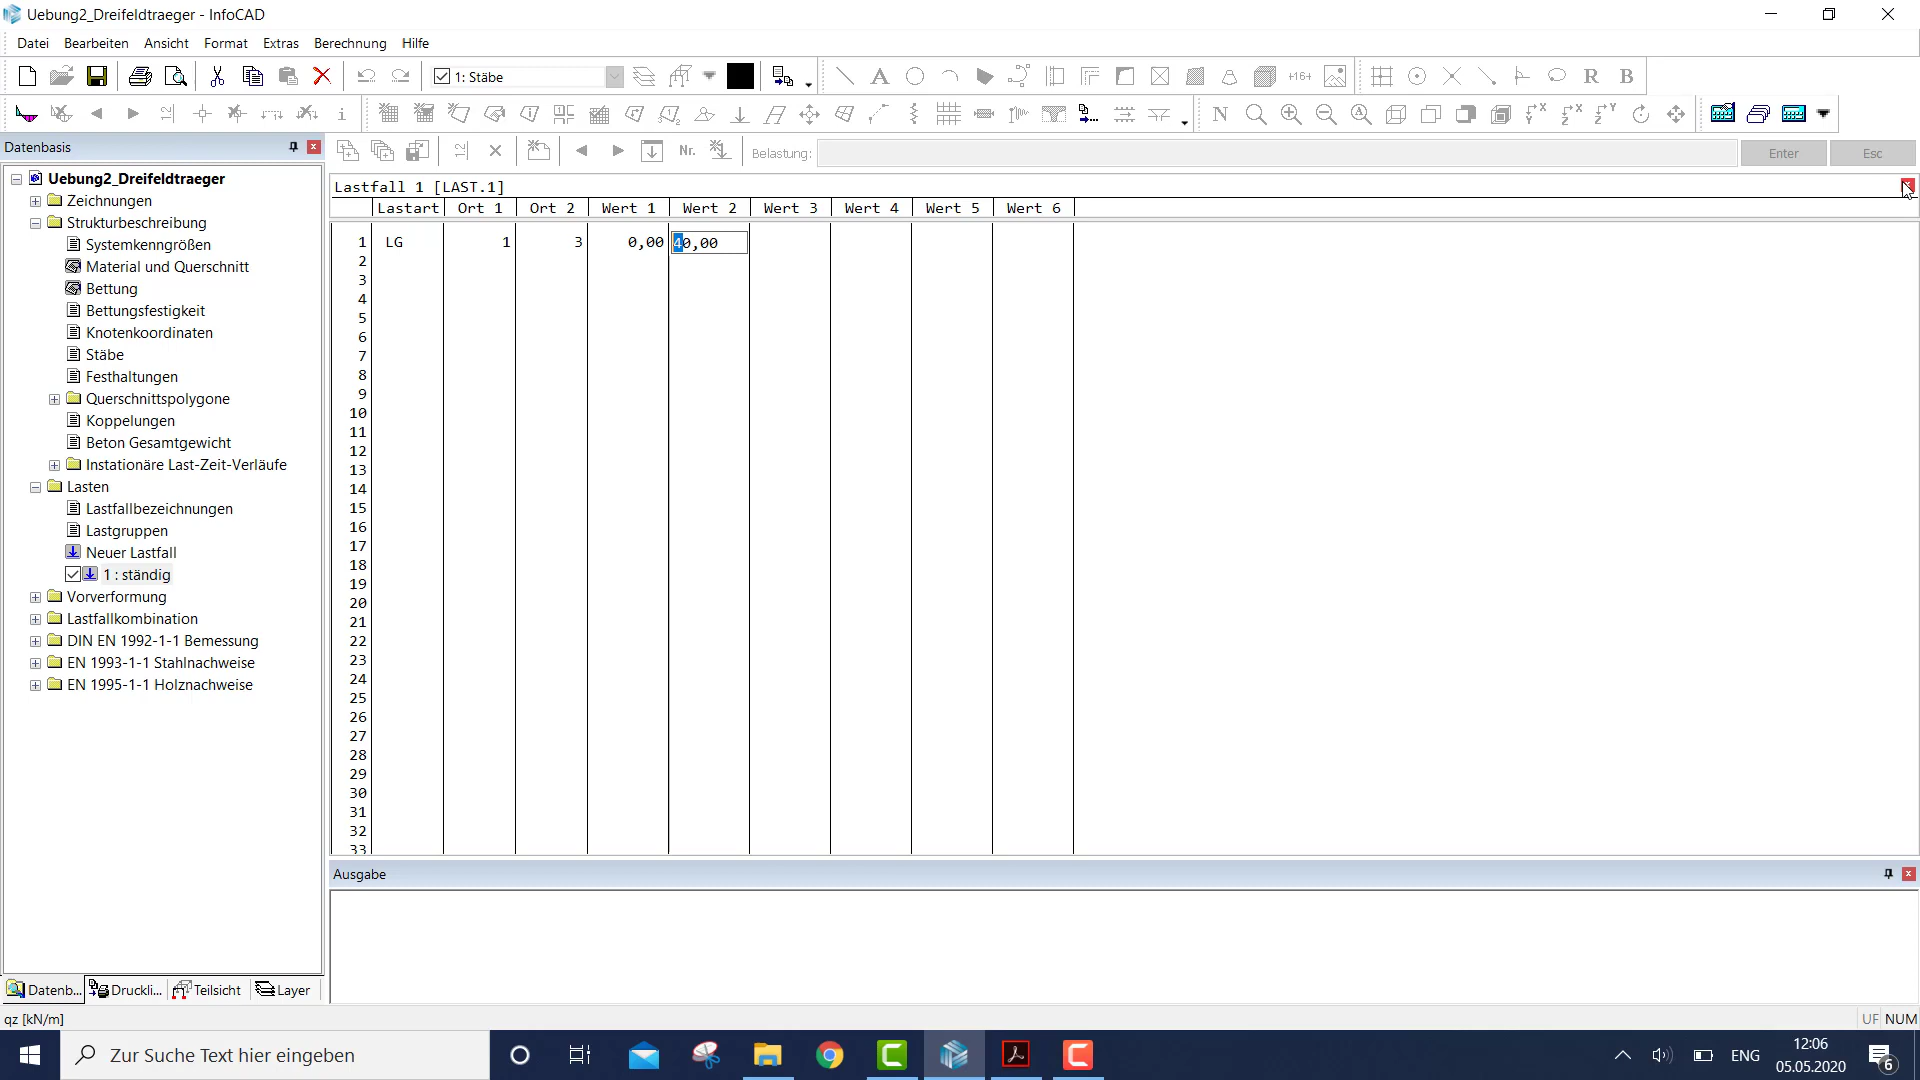 Uebung2_Dreifeldtraeger - InfoCAD
Datei Bearbeiten Ansicht Format Extras Berechnung Hilfe
1: Stäbe
+16+
R B
N
Datenbasis
Nr.
Belastung:
Enter Esc
Uebung2_Dreifeldtraeger
Zeichnungen
Strukturbeschreibung
Systemkenngrößen
Material und Querschnitt
Bettung
Bettungsfestigkeit
Knotenkoordinaten
Stäbe
Festhaltungen
Querschnittspolygone
Koppelungen
Beton Gesamtgewicht
Instationäre Last-Zeit-Verläufe
Lasten
Lastfallbezeichnungen
Lastgruppen
Neuer Lastfall
1 : ständig
Vorverformung
Lastfallkombination
DIN EN 1992-1-1 Bemessung
EN 1993-1-1 Stahlnachweise
EN 1995-1-1 Holznachweise
Lastfall 1 [LAST.1]
Lastart Ort 1 Ort 2 Wert 1 Wert 2 Wert 3 Wert 4 Wert 5 Wert 6
1 LG 1 3 0,00 40,00
2
3
4
5
6
7
8
9
10
11
12
13
14
15
16
17
18
19
20
21
22
23
24
25
26
27
28
29
30
31
32
33
Ausgabe
Datenb... Druckli... Teilsicht Layer
qz [kN/m]
UF NUM
Zur Suche Text hier eingeben
ENG
12:06
05.05.2020
6